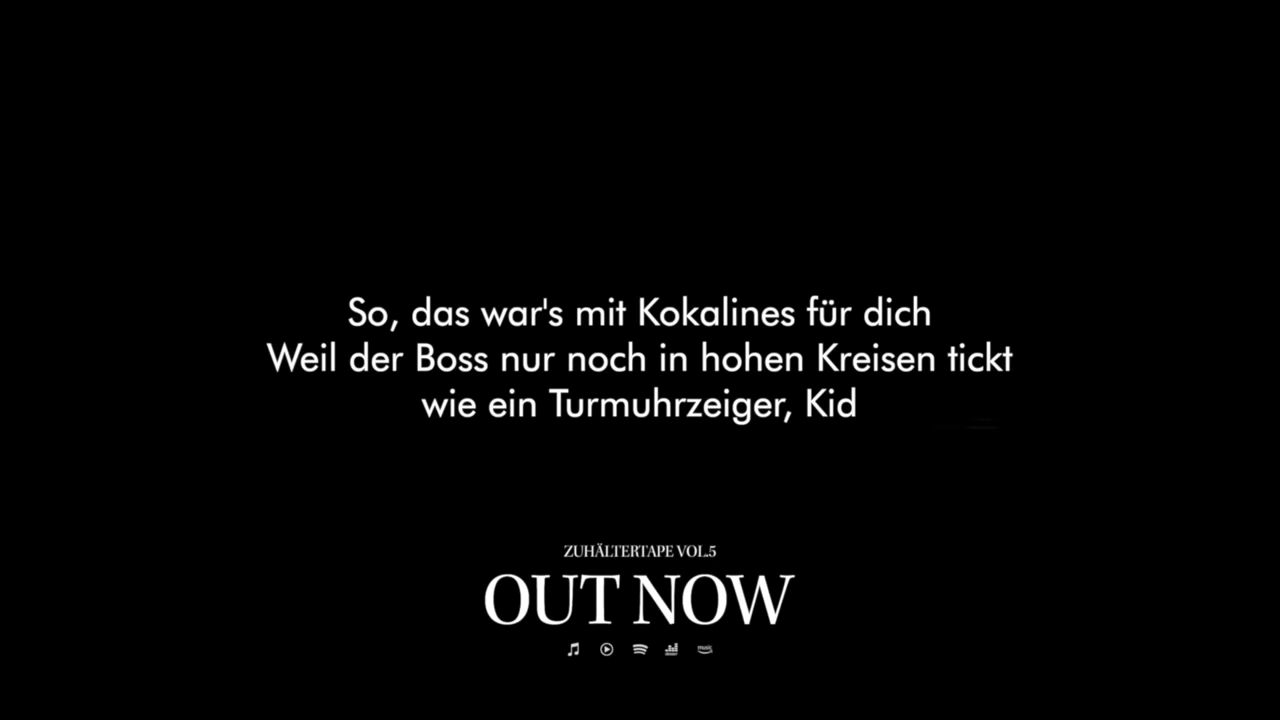 So, das war's mit Kokalines für dich
Weil der Boss nur noch in hohen Kreisen tickt
wie ein Turmuhrzeiger, Kid
ZUHÄLTERTAPE VOL.5
OUT NOW
music